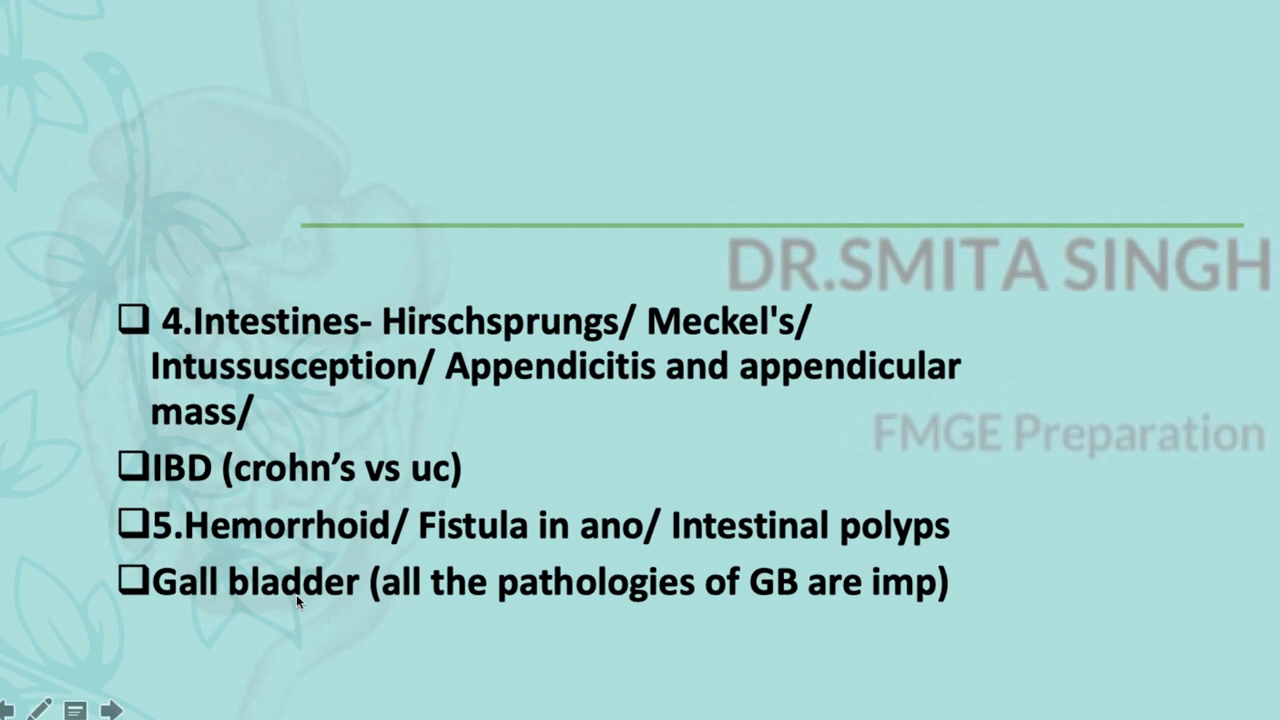 DR.SMITA SINGH
❑ 4.Intestines- Hirschsprungs/ Meckel's/
Intussusception/ Appendicitis and appendicular
mass/
FMGE Preparation
❑IBD (crohn’s vs uc)
❑5.Hemorrhoid/ Fistula in ano/ Intestinal polyps
❑Gall bladder (all the pathologies of GB are imp)